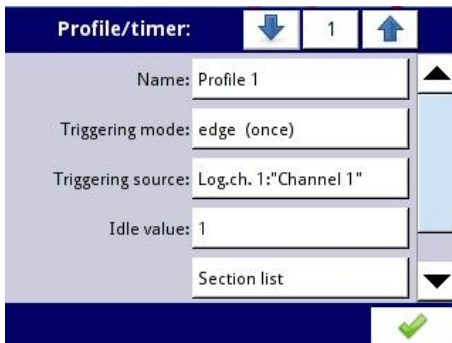 Profile/timer: 1
Name: Profile 1
Triggering mode: edge (once)
Triggering source: Log.ch. 1:"Channel 1"
Idle value: 1
Section list